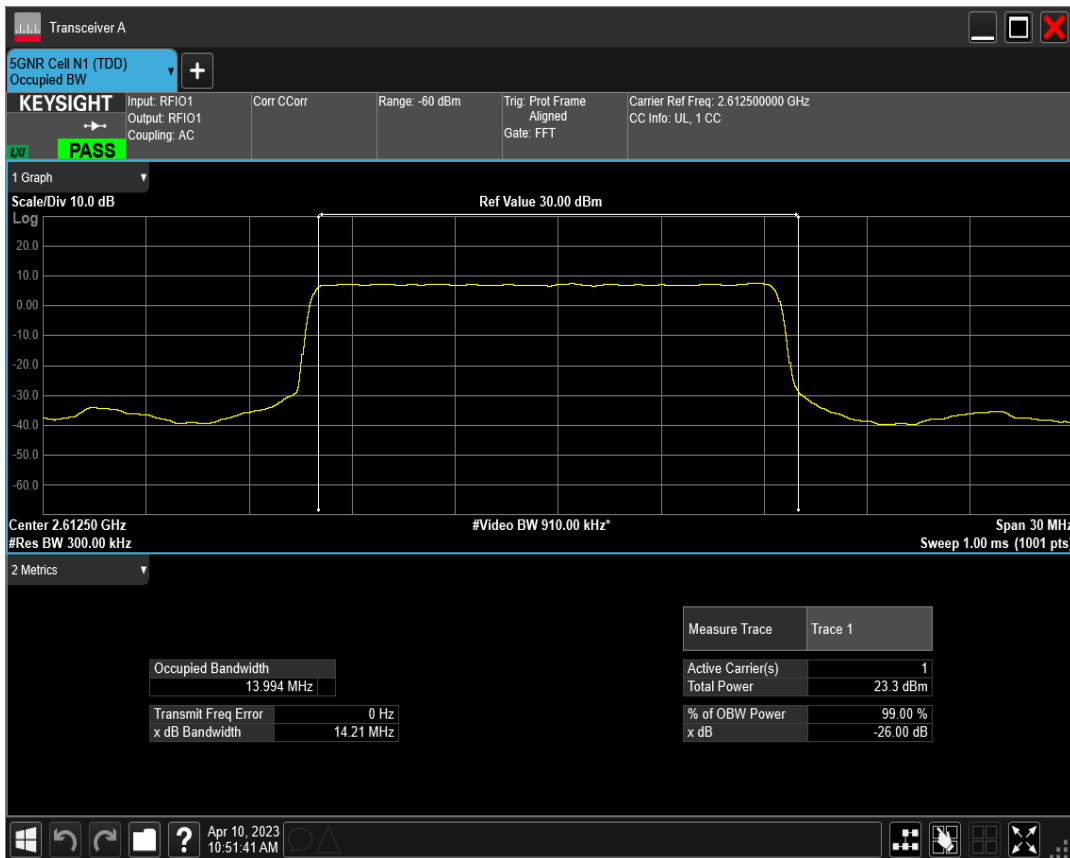 Transceiver A
5GNR Cell N1 (TDD)
Occupied BW
+
KEYSIGHT
LXI
PASS
Input: RFIO1
Output: RFIO1
Coupling: AC
Corr CCorr
Range: -60 dBm
Trig: Prot Frame
Aligned
Gate: FFT
Carrier Ref Freq: 2.612500000 GHz
CC Info: UL, 1 CC
1 Graph
Scale/Div 10.0 dB
Ref Value 30.00 dBm
Log
20.0
10.0
0.00
-10.0
-20.0
-30.0
-40.0
-50.0
-60.0
Center 2.61250 GHz
#Video BW 910.00 kHz*
Span 30 MHz
#Res BW 300.00 kHz
Sweep 1.00 ms (1001 pts)
2 Metrics
Measure Trace Trace 1
Occupied Bandwidth
13.994 MHz
Active Carrier(s) 1
Total Power 23.3 dBm
Transmit Freq Error 0 Hz
x dB Bandwidth 14.21 MHz
% of OBW Power 99.00 %
x dB -26.00 dB
?
Apr 10, 2023
10:51:41 AM